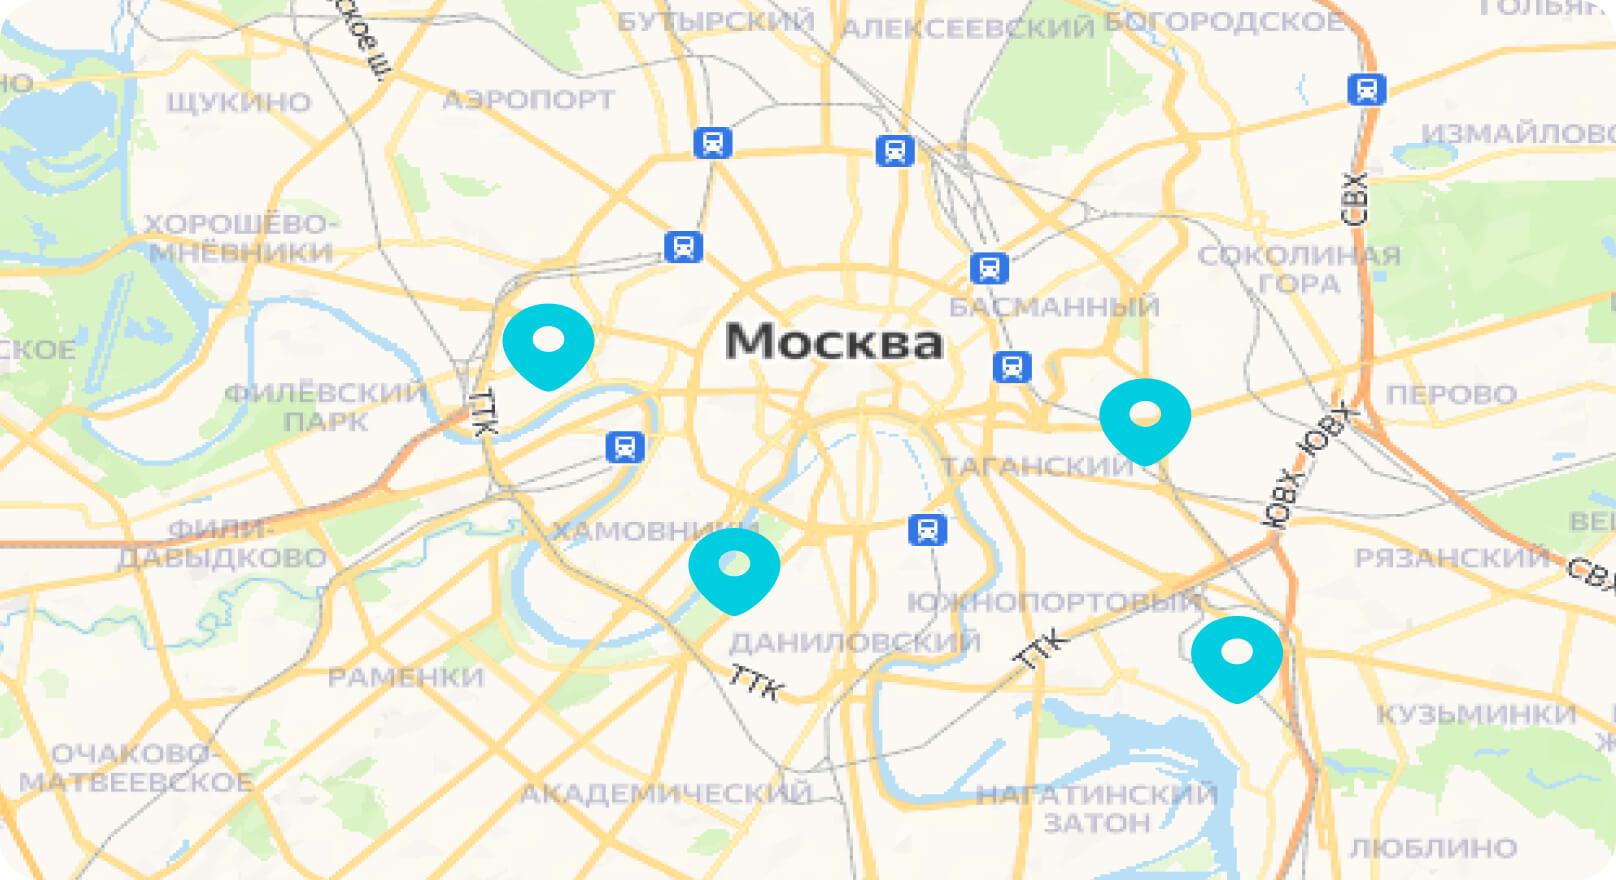 БУТЫРСКИЙ
АЛЕКСЕЕВСКИЙ
БОГОРОДСКОЕ
ское ш.
НО
ЩУКИНО
АЭРОПОРТ
ИЗМАЙЛОВО
СВХ
ХОРОШЁВО-
МНЁВНИКИ
СОКОЛИНАЯ
ГОРА
БАСМАННЫЙ
Москва
СКОЕ
ФИЛЁВСКИЙ
ПАРК
ТТК
ПЕРОВО
ЮВХ
ЮВХ
ТАГАНСКИЙ
ХАМОВНИКИ
ФИЛИ-
ДАВЫДКОВО
ВЕ
РЯЗАНСКИЙ
СВХ
ЮЖНОПОРТОВЫЙ
ДАНИЛОВСКИЙ
ТТК
РАМЕНКИ
ТТК
КУЗЬМИНКИ
ОЧАКОВО-
МАТВЕЕВСКОЕ
АКАДЕМИЧЕСКИЙ
НАГАТИНСКИЙ
ЗАТОН
ЛЮБЛИНО